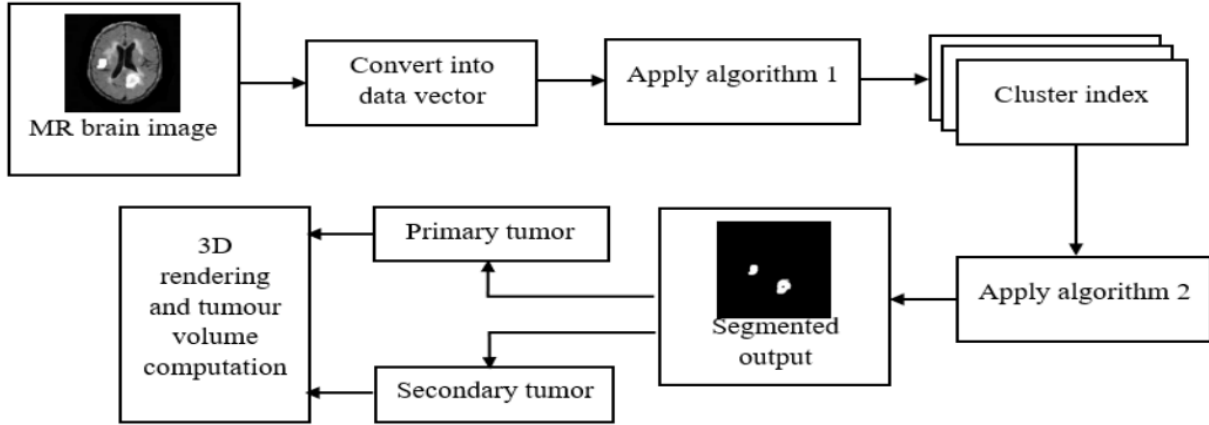 MR brain image
Convert into
data vector
Apply algorithm 1
Cluster index
Apply algorithm 2
Segmented
output
Primary tumor
Secondary tumor
3D
rendering
and tumour
volume
computation